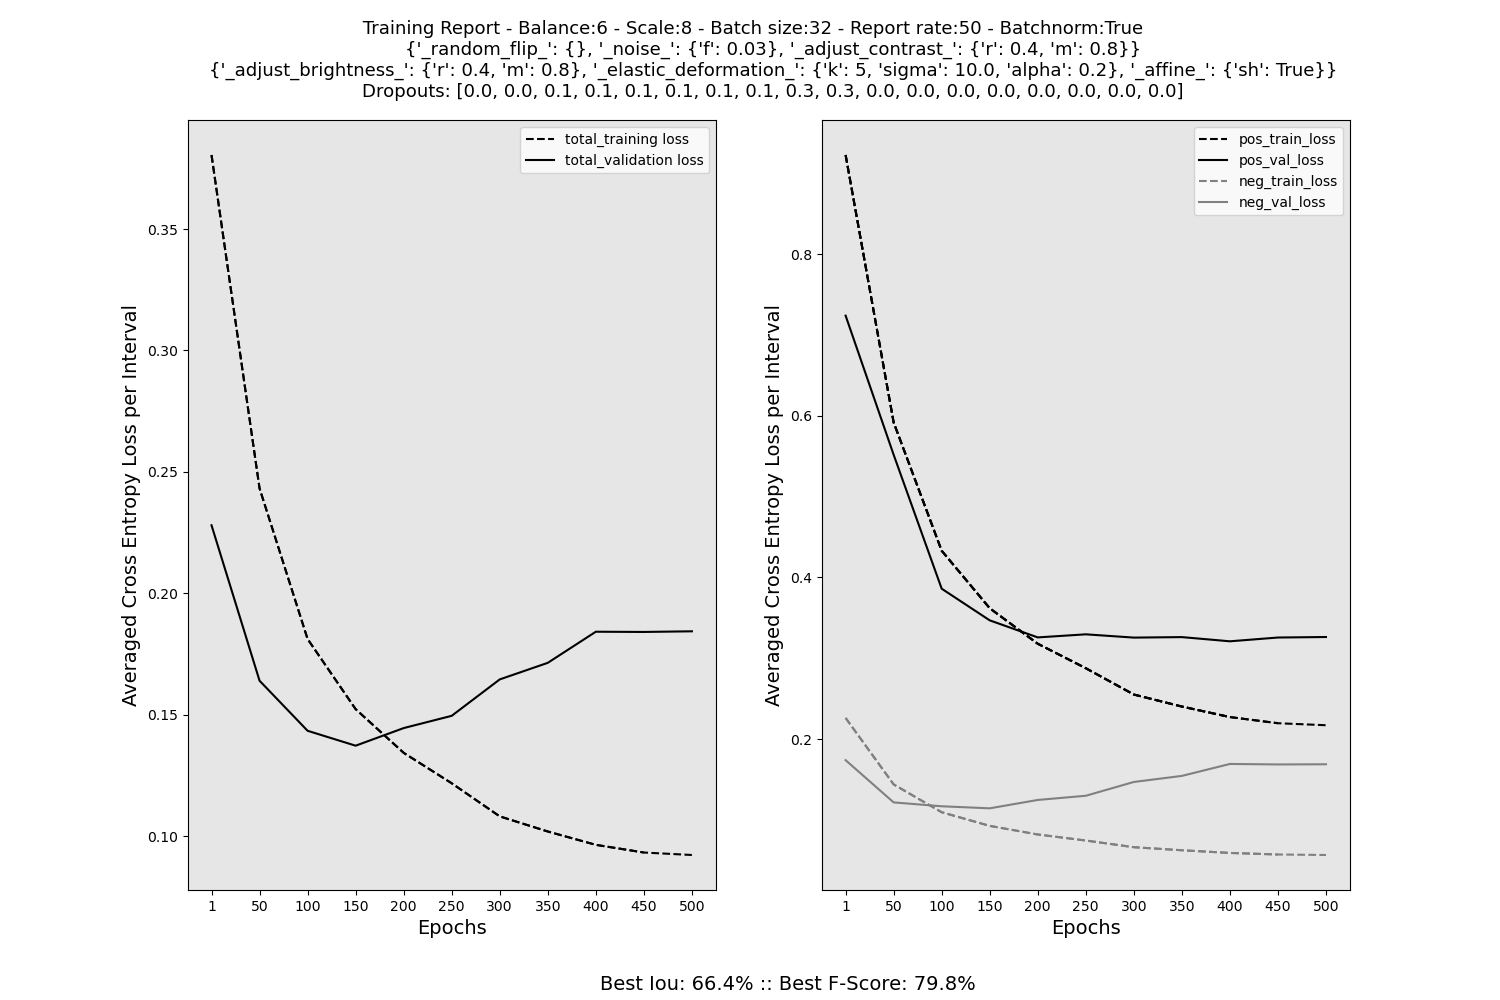 Training Report - Balance:6 - Scale:8 - Batch size:32 - Report rate:50 - Batchnorm:True
{'_random_flip_': {}, '_noise_': {'f': 0.03}, '_adjust_contrast_': {'r': 0.4, 'm': 0.8}}
{'_adjust_brightness_': {'r': 0.4, 'm': 0.8}, '_elastic_deformation_': {'k': 5, 'sigma': 10.0, 'alpha': 0.2}, '_affine_': {'sh': True}}
Dropouts: [0.0, 0.0, 0.1, 0.1, 0.1, 0.1, 0.1, 0.1, 0.3, 0.3, 0.0, 0.0, 0.0, 0.0, 0.0, 0.0, 0.0, 0.0]
total_training loss
total_validation loss
Averaged Cross Entropy Loss per Interval
0.35
0.30
0.25
0.20
0.15
0.10
1 50 100 150 200 250 300 350 400 450 500
Epochs
pos_train_loss
pos_val_loss
neg_train_loss
neg_val_loss
Averaged Cross Entropy Loss per Interval
0.8
0.6
0.4
0.2
1 50 100 150 200 250 300 350 400 450 500
Epochs
Best Iou: 66.4% :: Best F-Score: 79.8%